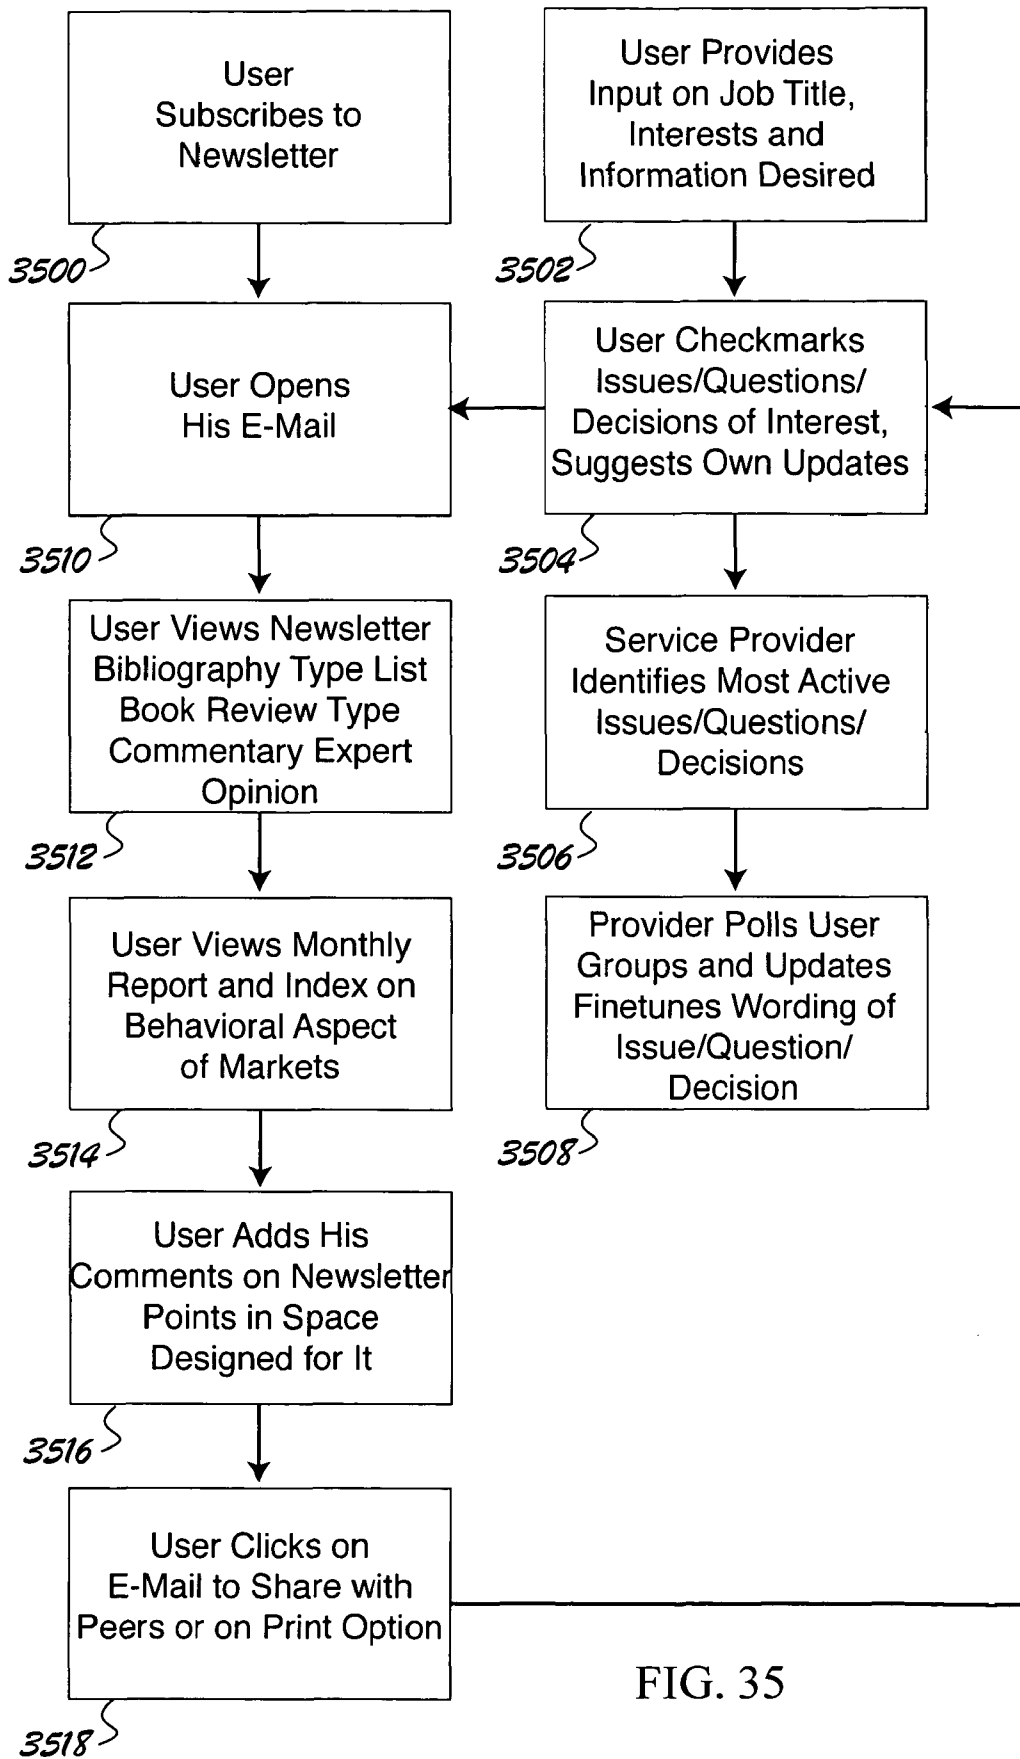 User
Subscribes to
Newsletter
3500
User Provides
Input on Job Title,
Interests and
Information Desired
3502
User Opens
His E-Mail
3510
User Checkmarks
Issues/Questions/
Decisions of Interest,
Suggests Own Updates
3504
User Views Newsletter
Bibliography Type List
Book Review Type
Commentary Expert
Opinion
3512
Service Provider
Identifies Most Active
Issues/Questions/
Decisions
3506
User Views Monthly
Report and Index on
Behavioral Aspect
of Markets
3514
Provider Polls User
Groups and Updates
Finetunes Wording of
Issue/Question/
Decision
3508
User Adds His
Comments on Newsletter
Points in Space
Designed for It
3516
User Clicks on
E-Mail to Share with
Peers or on Print Option
3518
FIG. 35